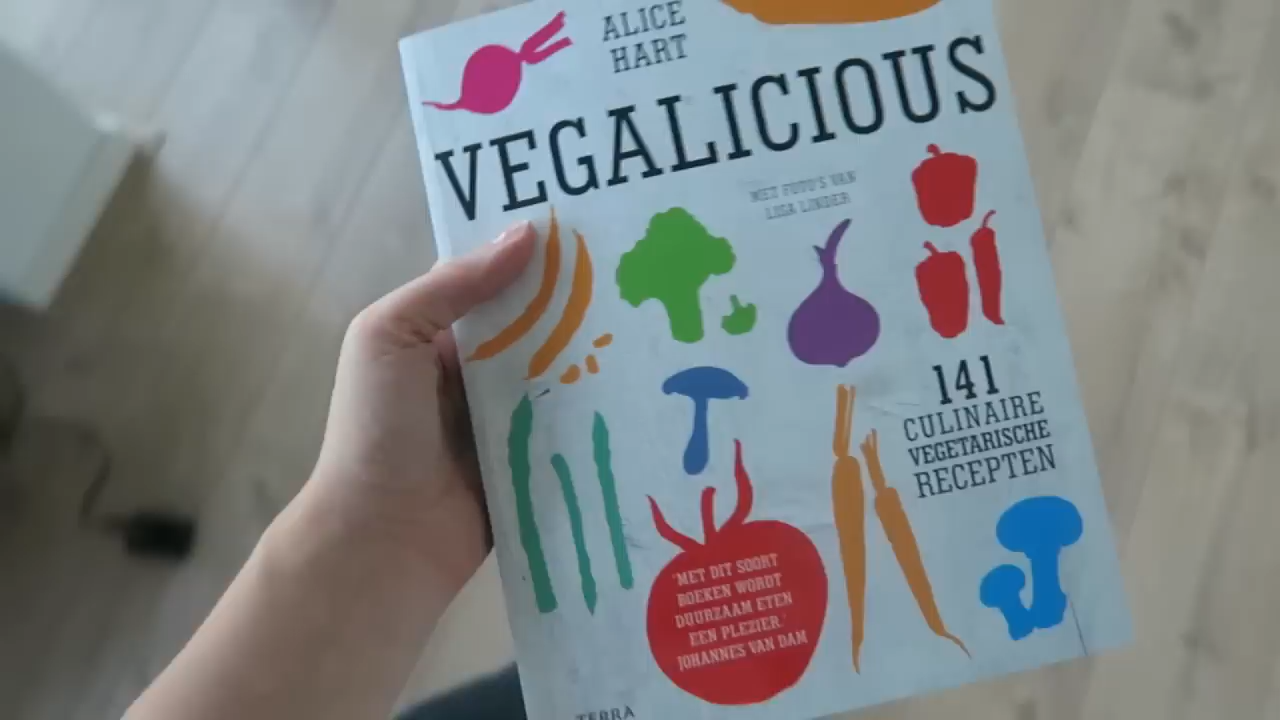 ALICE
HART
VEGALICIOUS
MET FOTO'S VAN
LISA LINDER
141
CULINAIRE
VEGETARISCHE
RECEPTEN
'MET DIT SOORT
BOEKEN WORDT
DUURZAAM ETEN
EEN PLEZIER.'
JOHANNES VAN DAM
TERRA